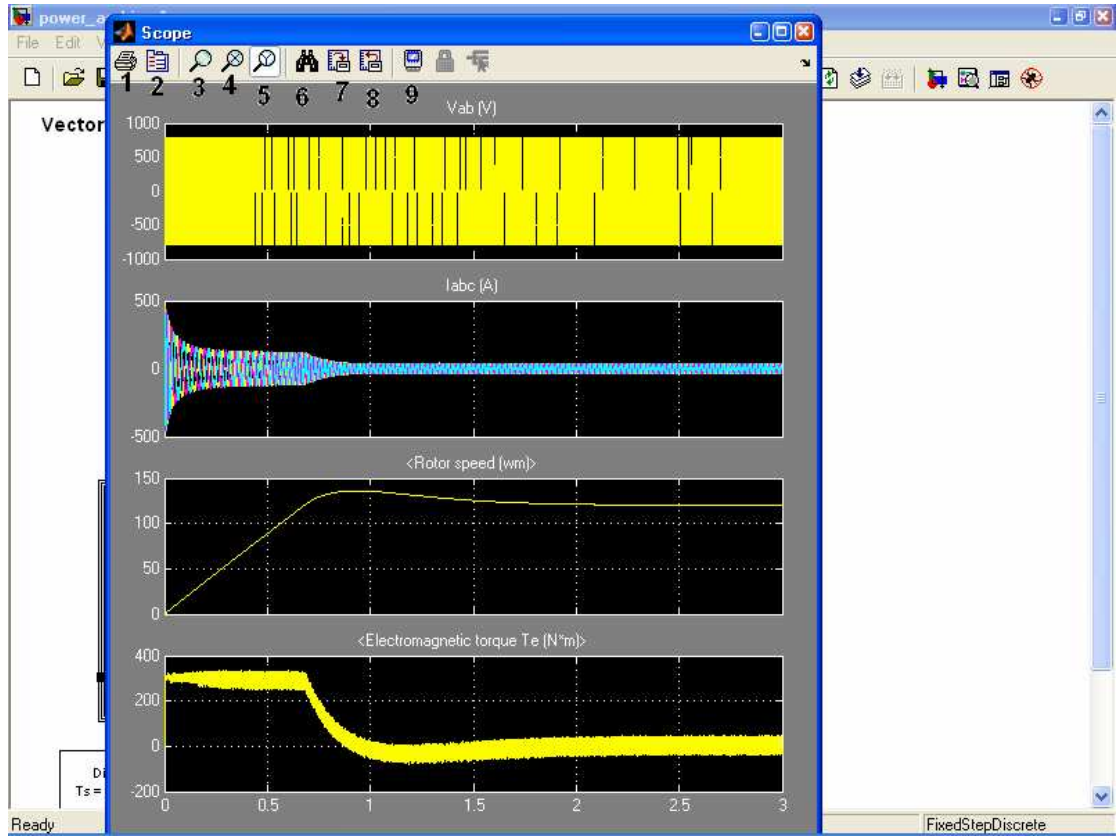 power_a
Scope
File Edit V
1 2 3 4 5 6 7 8 9
Vector
Vab (V)
1000
500
0
-500
-1000
Iabc (A)
500
0
-500
<Rotor speed (wm)>
150
100
50
0
<Electromagnetic torque Te (N*m)>
400
200
0
-200
0 0.5 1 1.5 2 2.5 3
Di
Ts =
Ready FixedStepDiscrete